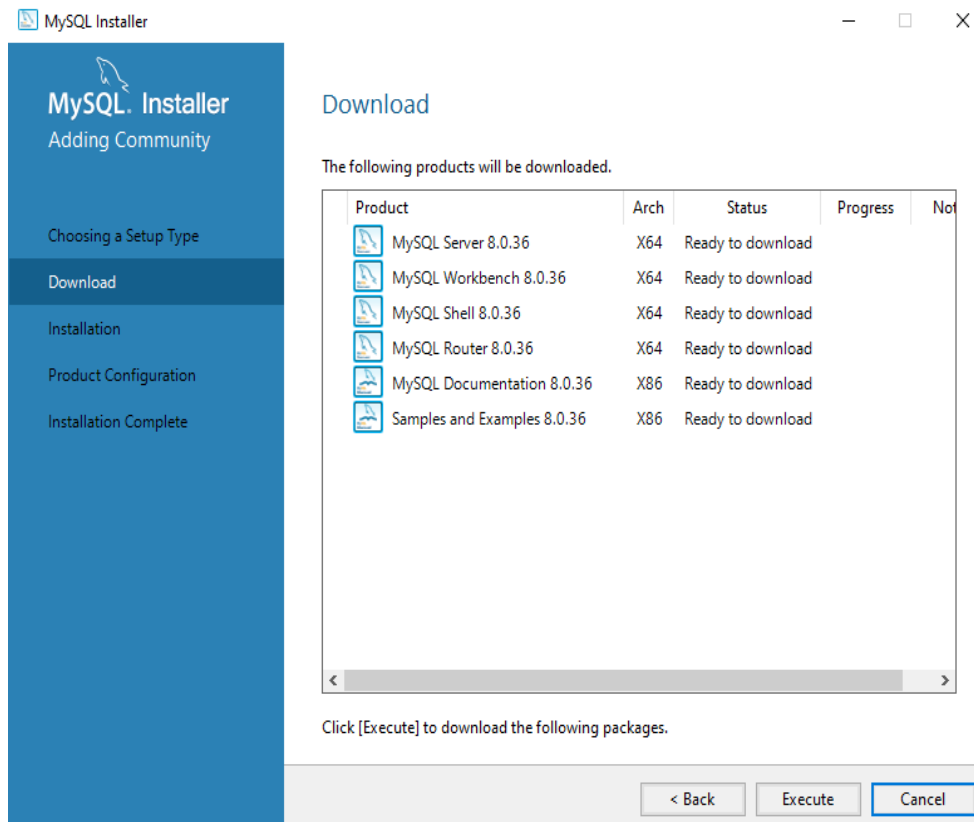 MySQL Installer
MySQL. Installer
Adding Community
Choosing a Setup Type
Download
Installation
Product Configuration
Installation Complete
Download
The following products will be downloaded.
Product Arch Status Progress Not
MySQL Server 8.0.36 X64 Ready to download
MySQL Workbench 8.0.36 X64 Ready to download
MySQL Shell 8.0.36 X64 Ready to download
MySQL Router 8.0.36 X64 Ready to download
MySQL Documentation 8.0.36 X86 Ready to download
Samples and Examples 8.0.36 X86 Ready to download
Click [Execute] to download the following packages.
< Back Execute Cancel